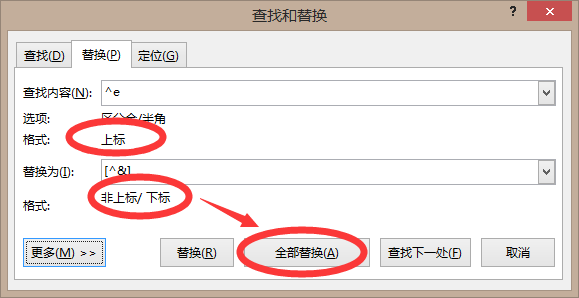 查找和替换
? ×
查找(D) 替换(P) 定位(G)
查找内容(N): ^e
选项: 区分全/半角
格式: 上标
替换为(I): [^&]
格式: 非上标/ 下标
更多(M) >> 替换(R) 全部替换(A) 查找下一处(F) 取消